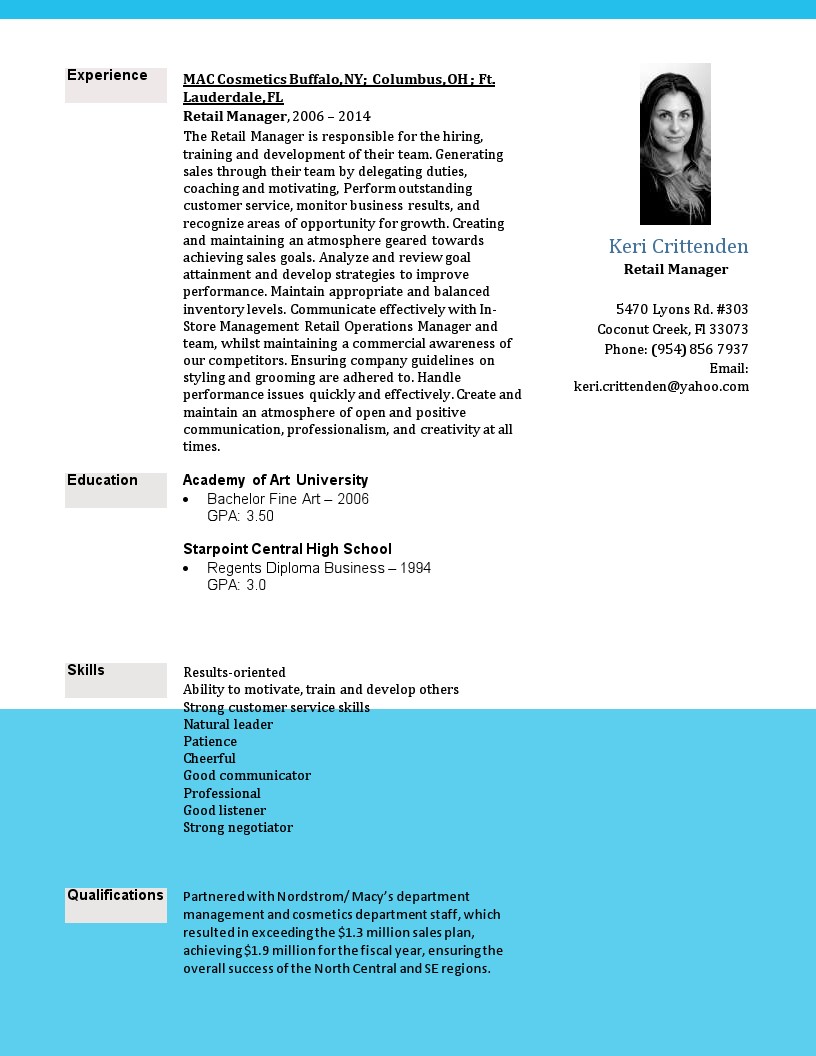 Experience
MAC Cosmetics Buffalo, NY; Columbus, OH; Ft.
Lauderdale, FL
Retail Manager, 2006 – 2014
The Retail Manager is responsible for the hiring,
training and development of their team. Generating
sales through their team by delegating duties,
coaching and motivating, Perform outstanding
customer service, monitor business results, and
recognize areas of opportunity for growth. Creating
and maintaining an atmosphere geared towards
achieving sales goals. Analyze and review goal
attainment and develop strategies to improve
performance. Maintain appropriate and balanced
inventory levels. Communicate effectively with In-
Store Management Retail Operations Manager and
team, whilst maintaining a commercial awareness of
our competitors. Ensuring company guidelines on
styling and grooming are adhered to. Handle
performance issues quickly and effectively. Create and
maintain an atmosphere of open and positive
communication, professionalism, and creativity at all
times.
Keri Crittenden
Retail Manager
5470 Lyons Rd. #303
Coconut Creek, Fl 33073
Phone: (954) 856 7937
Email:
keri.crittenden@yahoo.com
Education
Academy of Art University
• Bachelor Fine Art – 2006
GPA: 3.50
Starpoint Central High School
• Regents Diploma Business – 1994
GPA: 3.0
Skills
Results-oriented
Ability to motivate, train and develop others
Strong customer service skills
Natural leader
Patience
Cheerful
Good communicator
Professional
Good listener
Strong negotiator
Qualifications
Partnered with Nordstrom/ Macy's department
management and cosmetics department staff, which
resulted in exceeding the $1.3 million sales plan,
achieving $1.9 million for the fiscal year, ensuring the
overall success of the North Central and SE regions.